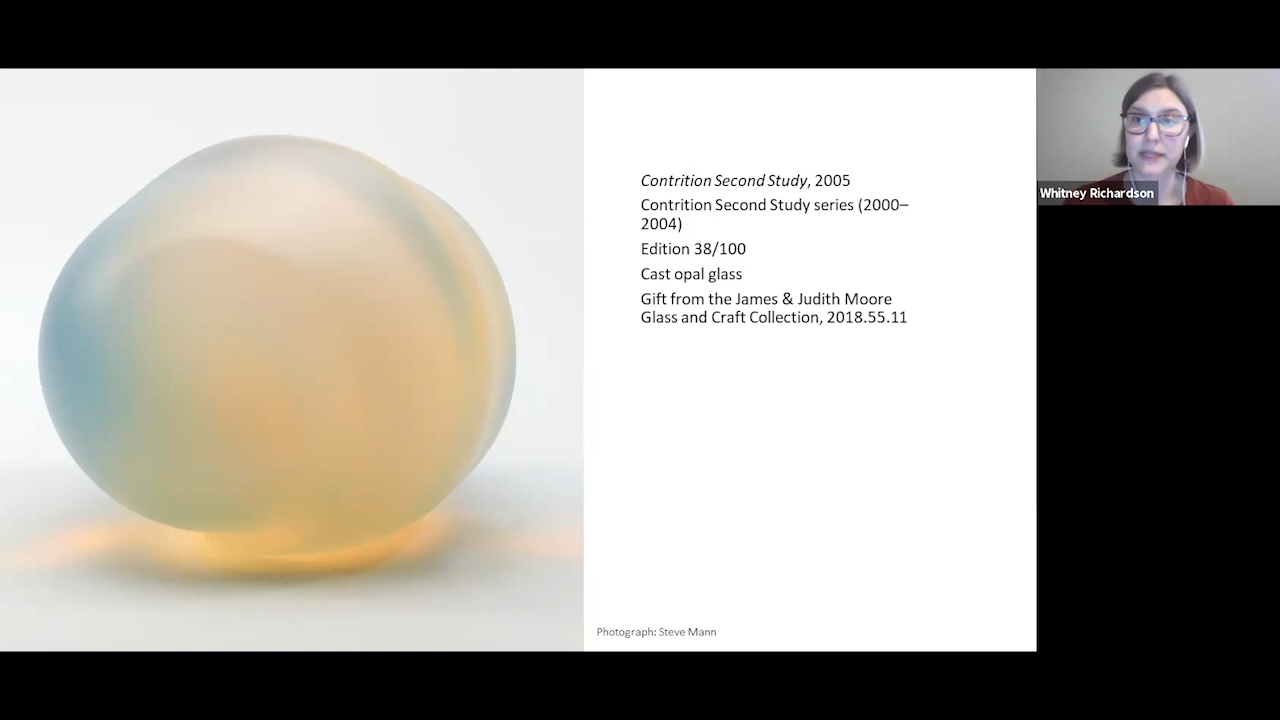 Contrition Second Study, 2005
Contrition Second Study series (2000–
2004)
Edition 38/100
Cast opal glass
Gift from the James & Judith Moore
Glass and Craft Collection, 2018.55.11
Photograph: Steve Mann
Whitney Richardson